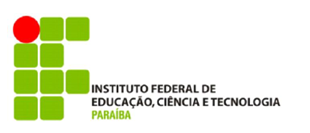 INSTITUTO FEDERAL DE
EDUCAÇÃO, CIÊNCIA E TECNOLOGIA
PARAÍBA